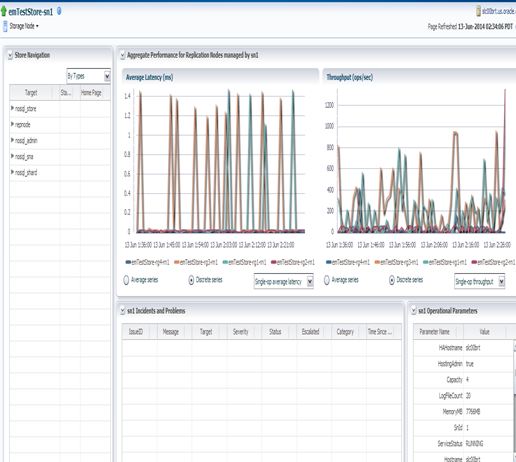 emTestStore-sn1
slc00brt.us.oracle.
Storage Node
Page Refreshed 13-Jun-2014 02:34:06 PDT
Store Navigation
By Types
Target Sta... Home Page
nosql_store
repnode
nosql_admin
nosql_sna
nosql_shard
Aggregate Performance for Replication Nodes managed by sn1
Average Latency (ms)
1.4
1.2
1
0.8
0.6
0.4
0.2
0
13 Jun 1:36:00 13 Jun 1:45:00 13 Jun 1:54:00 13 Jun 2:03:00 13 Jun 2:12:00 13 Jun 2:21:00
emTestStore-rg4-rn1 emTestStore-rg3-rn1 emTestStore-rg1-rn1 emTestStore-rg2-rn1
Average series Discrete series Single-op average latency
Throughput (ops/sec)
1200
1000
800
600
400
200
0
13 Jun 1:36:00 13 Jun 1:46:00 13 Jun 1:56:00 13 Jun 2:06:00 13 Jun 2:16:00 13 Jun 2:26:00
emTestStore-rg4-rn1 emTestStore-rg3-rn1 emTestStore-rg1-rn1 emTestStore-rg2-rn1
Average series Discrete series Single-op throughput
sn1 Incidents and Problems
IssueID Message Target Severity Status Escalated Category Time Since ...
sn1 Operational Parameters
Parameter Name Value
HAHostname slc00brt
HostingAdmin true
Capacity 4
LogFileCount 20
MemoryMB 7766MB
SnId 1
ServiceStatus RUNNING
Hostname slc00brt